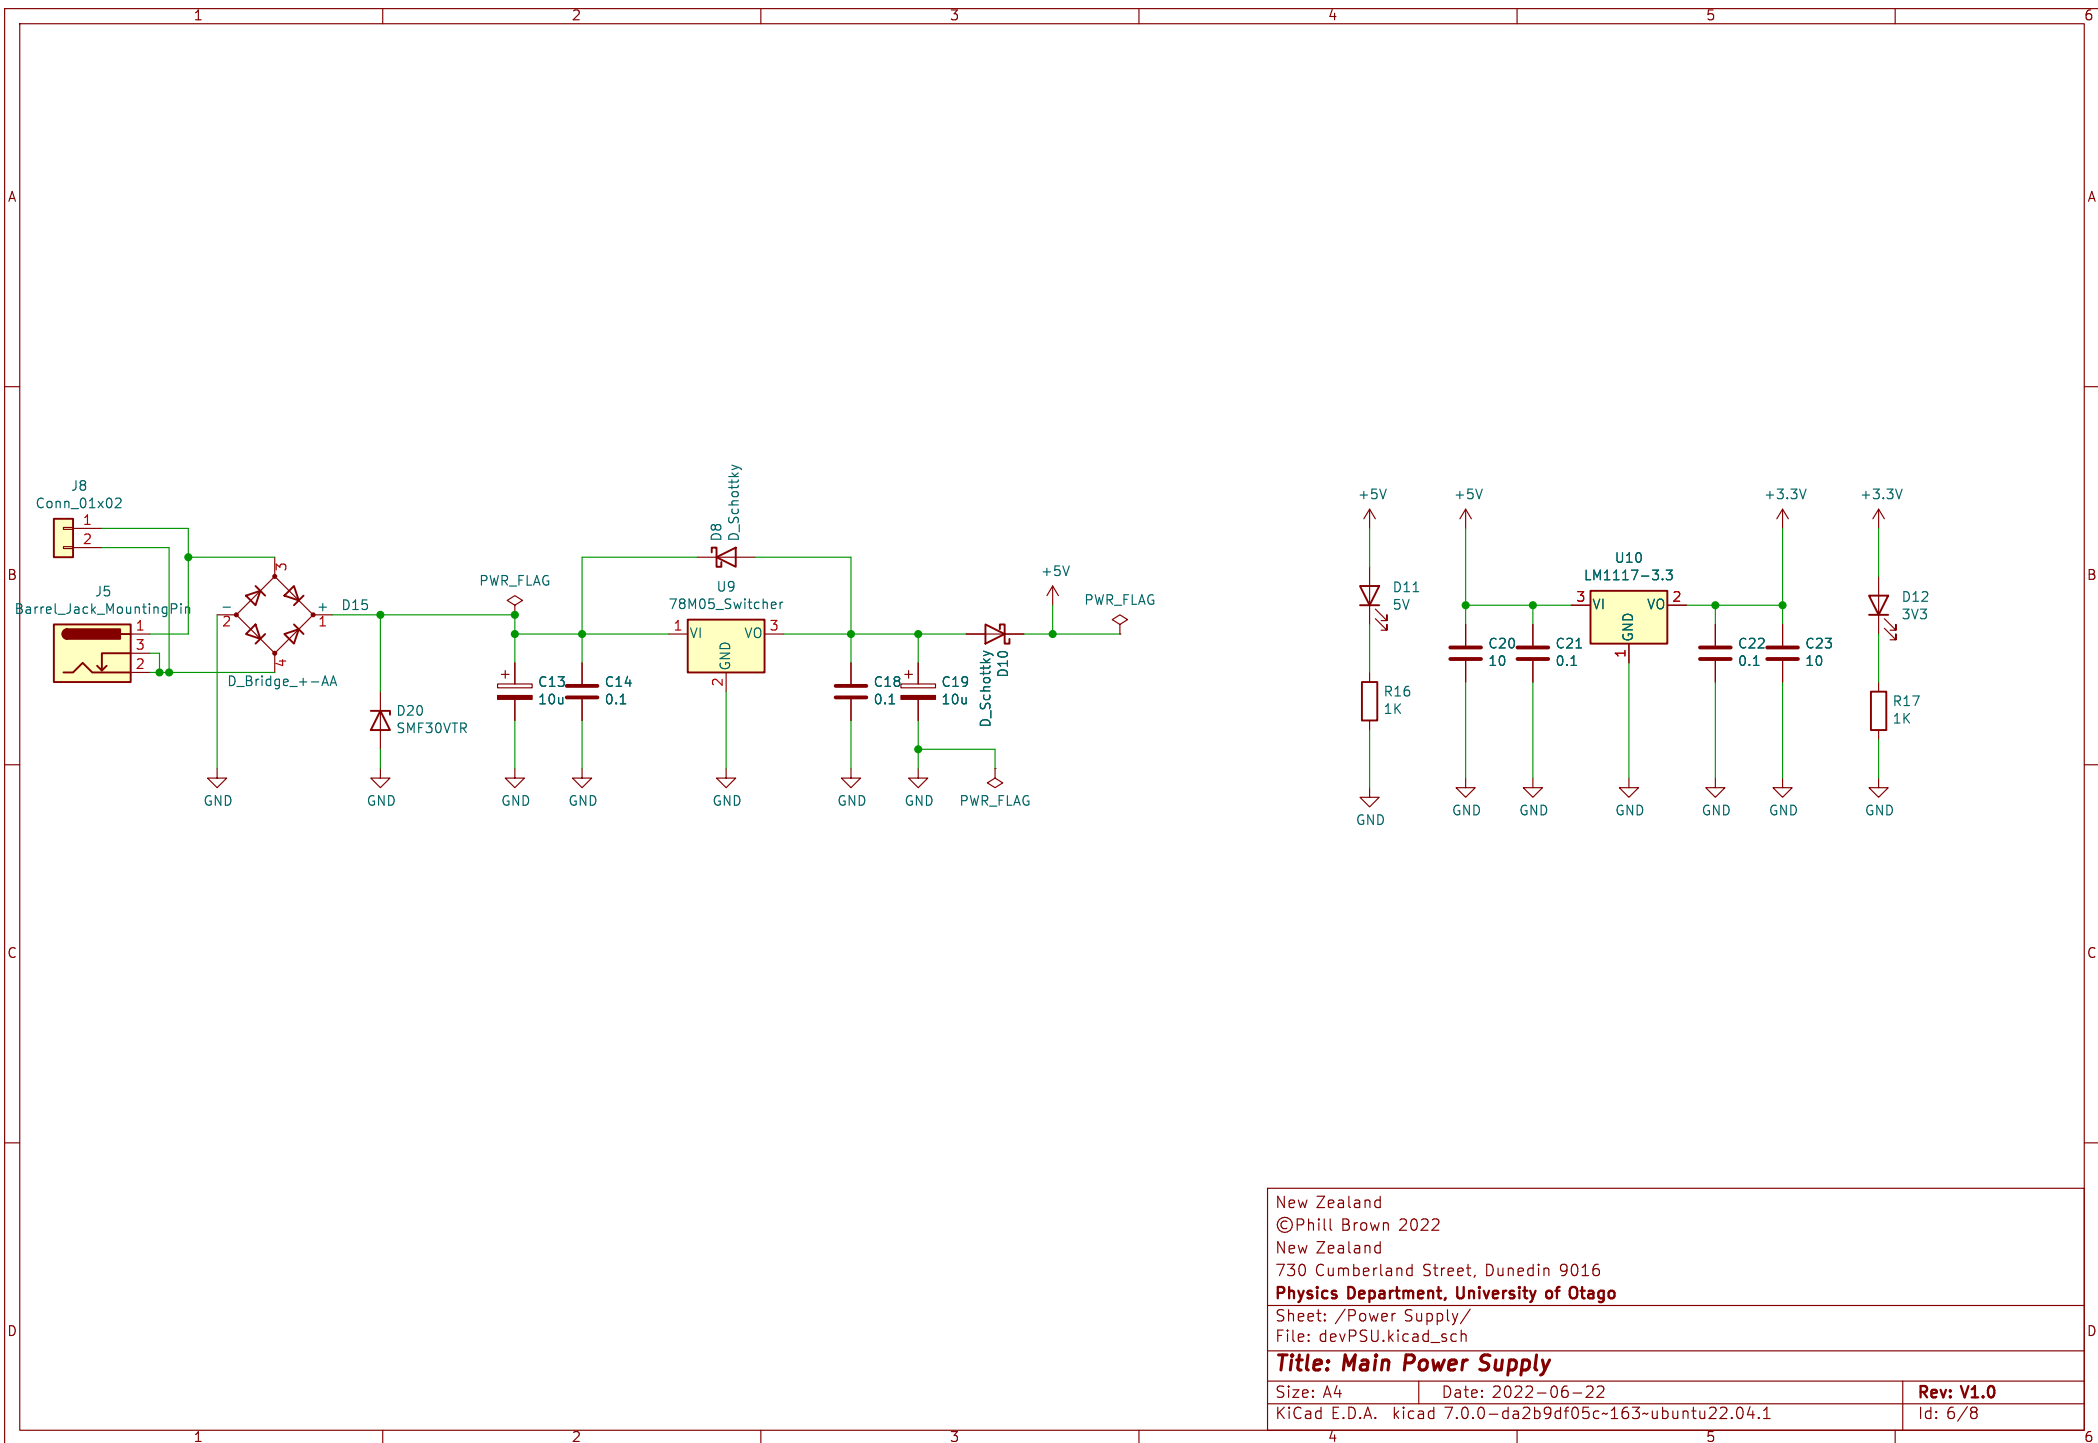 1 2 3 4 5 6
A A
B B
C C
D D
J8
Conn_01x02
1
2
J5
Barrel_Jack_MountingPin
1
3
2
3
−
2
+
1
D15
4
D_Bridge_+−AA
D20
SMF30VTR
GND
GND
PWR_FLAG
+
C13
10u
GND
C14
0.1
GND
D8
D_Schottky
U9
78M05_Switcher
1
VI
VO
3
GND
2
GND
C18
0.1
GND
+
C19
10u
GND
PWR_FLAG
D_Schottky
D10
+5V
PWR_FLAG
+5V
D11
5V
R16
1K
GND
+5V
C20
10
GND
C21
0.1
GND
U10
LM1117−3.3
3
VI
VO
2
GND
1
GND
C22
0.1
GND
+3.3V
C23
10
GND
+3.3V
D12
3V3
R17
1K
GND
New Zealand
©Phill Brown 2022
New Zealand
730 Cumberland Street, Dunedin 9016
Physics Department, University of Otago
Sheet: /Power Supply/
File: devPSU.kicad_sch
Title: Main Power Supply
Size: A4 Date: 2022−06−22 Rev: V1.0
KiCad E.D.A. kicad 7.0.0−da2b9df05c~163~ubuntu22.04.1 Id: 6/8
1 2 3 4 5 6